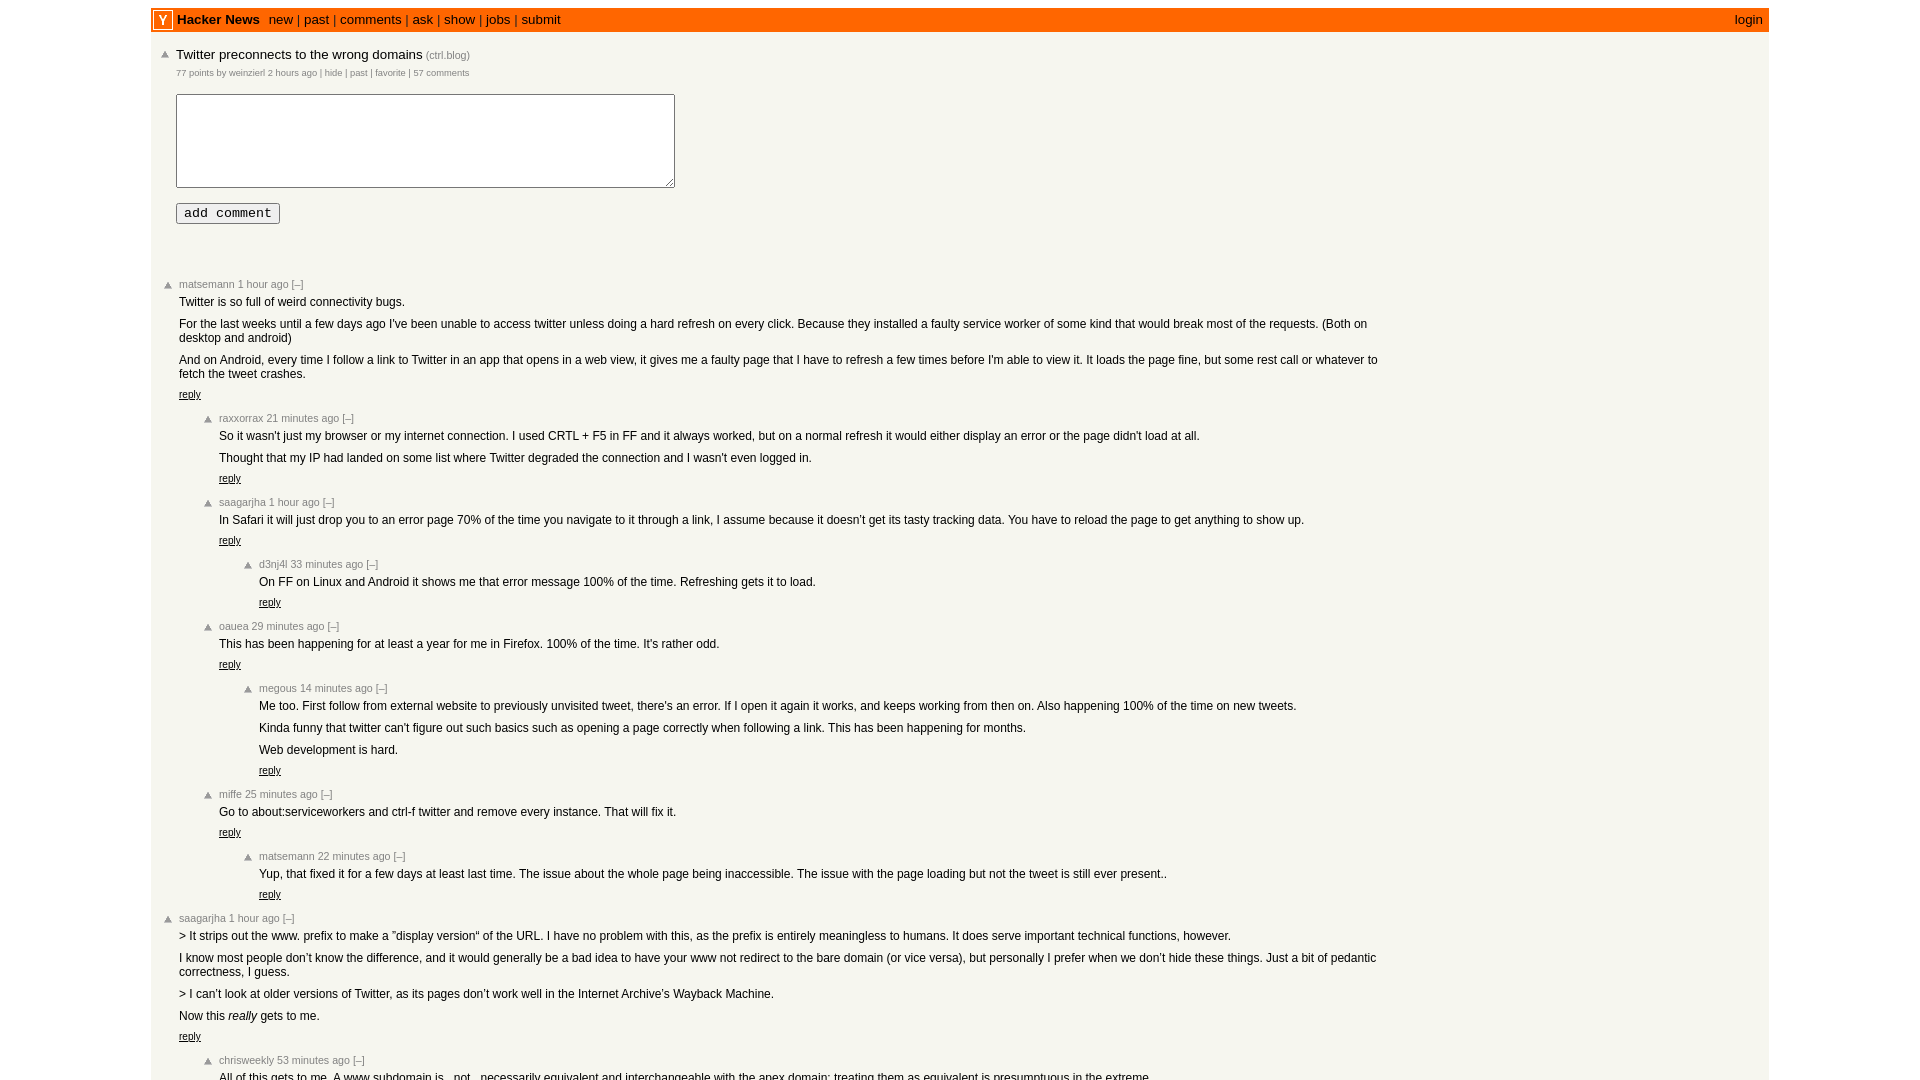 Y Hacker News new | past | comments | ask | show | jobs | submit login
Twitter preconnects to the wrong domains (ctrl.blog)
77 points by weinzierl 2 hours ago | hide | past | favorite | 57 comments
add comment
matsemann 1 hour ago [–]
Twitter is so full of weird connectivity bugs.
For the last weeks until a few days ago I've been unable to access twitter unless doing a hard refresh on every click. Because they installed a faulty service worker of some kind that would break most of the requests. (Both on
desktop and android)
And on Android, every time I follow a link to Twitter in an app that opens in a web view, it gives me a faulty page that I have to refresh a few times before I'm able to view it. It loads the page fine, but some rest call or whatever to
fetch the tweet crashes.
reply
raxxorrax 21 minutes ago [–]
So it wasn't just my browser or my internet connection. I used CRTL + F5 in FF and it always worked, but on a normal refresh it would either display an error or the page didn't load at all.
Thought that my IP had landed on some list where Twitter degraded the connection and I wasn't even logged in.
reply
saagarjha 1 hour ago [–]
In Safari it will just drop you to an error page 70% of the time you navigate to it through a link, I assume because it doesn’t get its tasty tracking data. You have to reload the page to get anything to show up.
reply
d3nj4l 33 minutes ago [–]
On FF on Linux and Android it shows me that error message 100% of the time. Refreshing gets it to load.
reply
oauea 29 minutes ago [–]
This has been happening for at least a year for me in Firefox. 100% of the time. It's rather odd.
reply
megous 14 minutes ago [–]
Me too. First follow from external website to previously unvisited tweet, there's an error. If I open it again it works, and keeps working from then on. Also happening 100% of the time on new tweets.
Kinda funny that twitter can't figure out such basics such as opening a page correctly when following a link. This has been happening for months.
Web development is hard.
reply
miffe 25 minutes ago [–]
Go to about:serviceworkers and ctrl-f twitter and remove every instance. That will fix it.
reply
matsemann 22 minutes ago [–]
Yup, that fixed it for a few days at least last time. The issue about the whole page being inaccessible. The issue with the page loading but not the tweet is still ever present..
reply
saagarjha 1 hour ago [–]
> It strips out the www. prefix to make a ”display version“ of the URL. I have no problem with this, as the prefix is entirely meaningless to humans. It does serve important technical functions, however.
I know most people don’t know the difference, and it would generally be a bad idea to have your www not redirect to the bare domain (or vice versa), but personally I prefer when we don’t hide these things. Just a bit of pedantic
correctness, I guess.
> I can’t look at older versions of Twitter, as its pages don’t work well in the Internet Archive’s Wayback Machine.
Now this really gets to me.
reply
chrisweekly 53 minutes ago [–]
All of this gets to me. A www subdomain is _not_ necessarily equivalent and interchangeable with the apex domain; treating them as equivalent is presumptuous in the extreme.